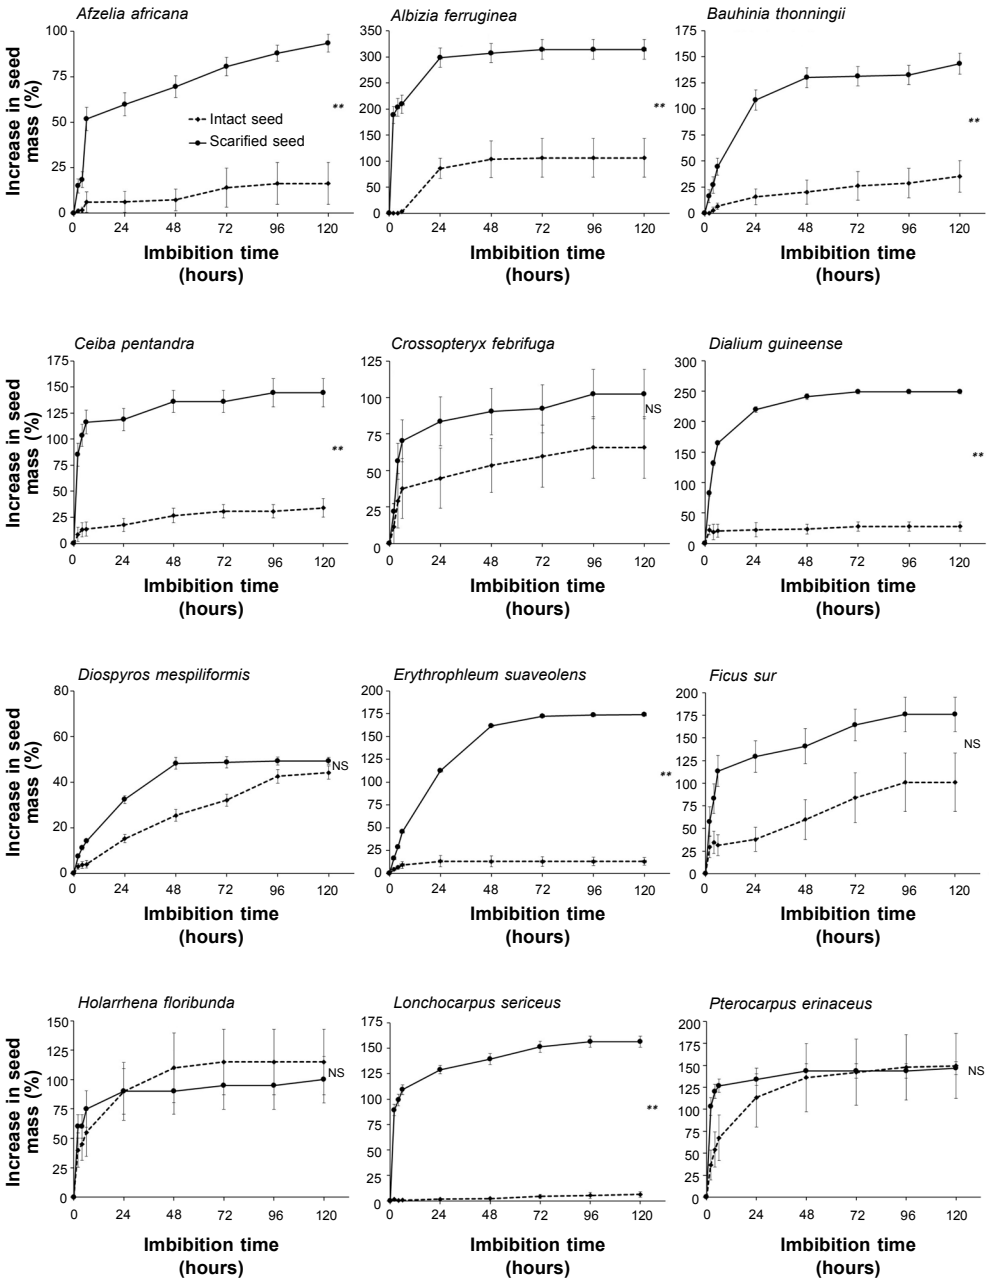 Afzelia africana
Albizia ferruginea
Bauhinia thonningii
Increase in seed
mass (%)
100
75
50
25
0
Intact seed
Scarified seed
**
0 24 48 72 96 120
Imbibition time
(hours)
350
300
250
200
150
100
50
0
**
0 24 48 72 96 120
Imbibition time
(hours)
175
150
125
100
75
50
25
0
**
0 24 48 72 96 120
Imbibition time
(hours)
Ceiba pentandra
Crossopteryx febrifuga
Dialium guineense
Increase in seed
mass (%)
175
150
125
100
75
50
25
0
**
0 24 48 72 96 120
Imbibition time
(hours)
125
100
75
50
25
0
NS
0 24 48 72 96 120
Imbibition time
(hours)
300
250
200
150
100
50
0
**
0 24 48 72 96 120
Imbibition time
(hours)
Diospyros mespiliformis
Erythrophleum suaveolens
Ficus sur
Increase in seed
mass (%)
80
60
40
20
0
NS
0 24 48 72 96 120
Imbibition time
(hours)
200
175
150
125
100
75
50
25
0
**
0 24 48 72 96 120
Imbibition time
(hours)
200
175
150
125
100
75
50
25
0
NS
0 24 48 72 96 120
Imbibition time
(hours)
Holarrhena floribunda
Lonchocarpus sericeus
Pterocarpus erinaceus
Increase in seed
mass (%)
150
125
100
75
50
25
0
NS
0 24 48 72 96 120
Imbibition time
(hours)
175
150
125
100
75
50
25
0
**
0 24 48 72 96 120
Imbibition time
(hours)
200
175
150
125
100
75
50
25
0
NS
0 24 48 72 96 120
Imbibition time
(hours)